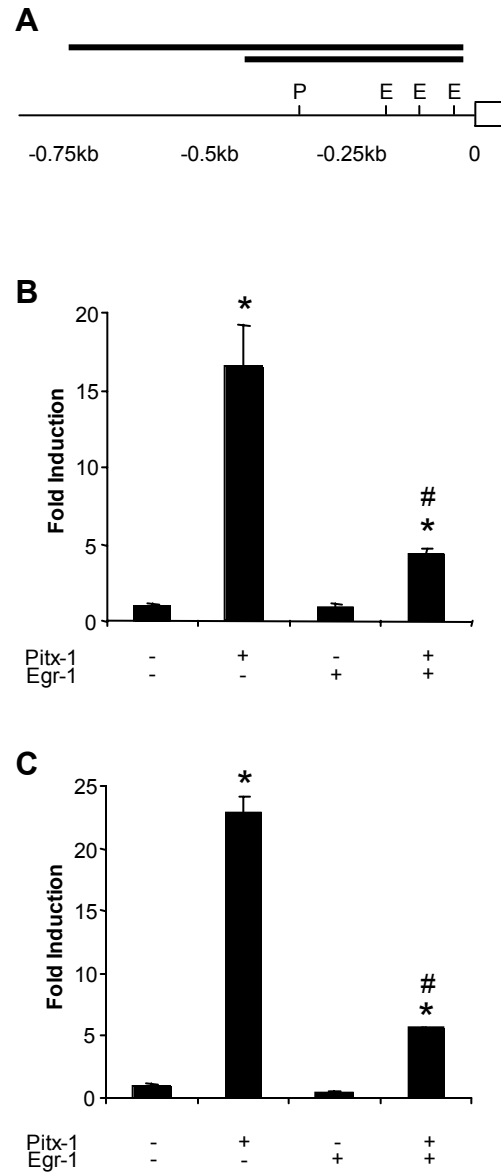 A
P E E E
-0.75kb -0.5kb -0.25kb 0
B
Fold Induction
20
15
10
5
0
*
#
*
Pitx-1 - + - +
Egr-1 - - + +
C
Fold Induction
25
20
15
10
5
0
*
#
*
Pitx-1 - + - +
Egr-1 - - + +